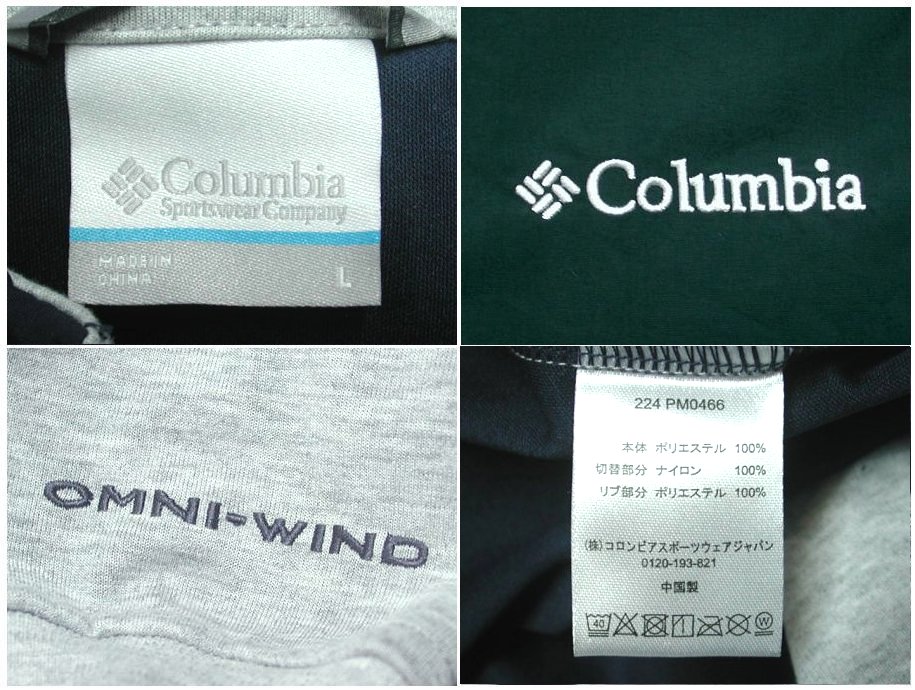 Columbia
Sportswear Company
MADE IN
CHINA
L
Columbia
OMNI-WIND
224 PM0466
本体 ポリエステル 100%
切替部分 ナイロン 100%
リブ部分 ポリエステル 100%
(株)コロンビアスポーツウェアジャパン
0120-193-821
中国製
40
W